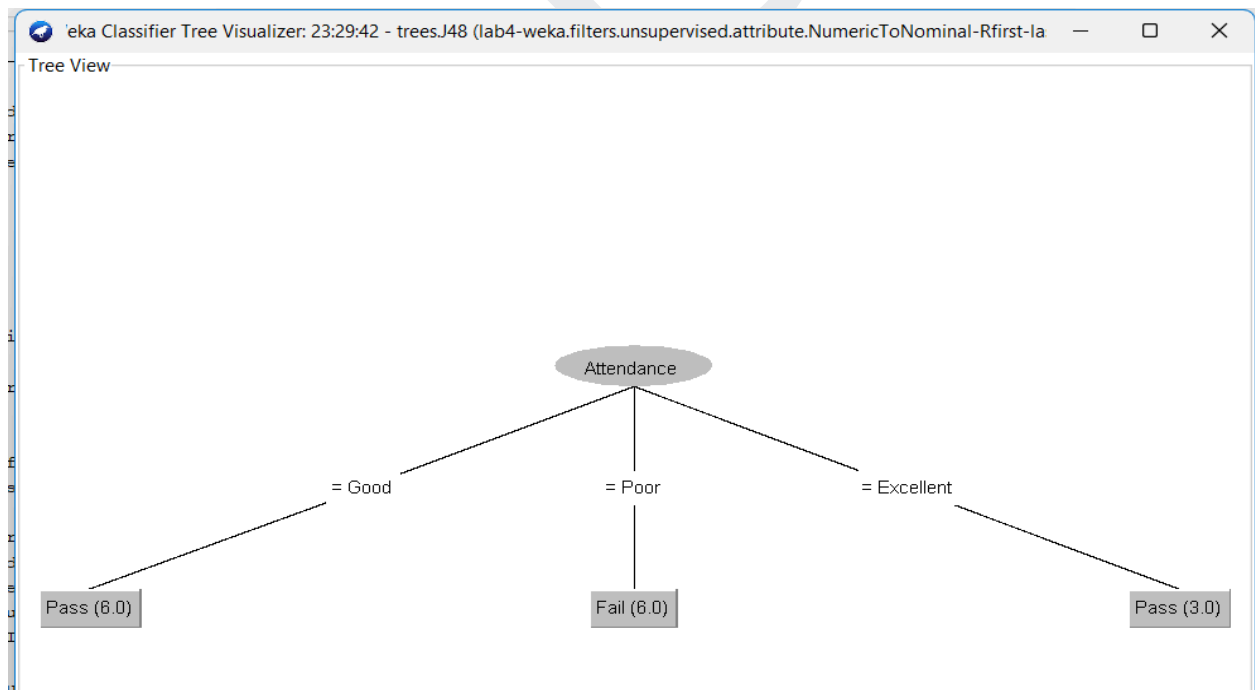 'eka Classifier Tree Visualizer: 23:29:42 - trees.J48 (lab4-weka.filters.unsupervised.attribute.NumericToNominal-Rfirst-la
Tree View
Attendance
= Good
= Poor
= Excellent
Pass (6.0)
Fail (6.0)
Pass (3.0)